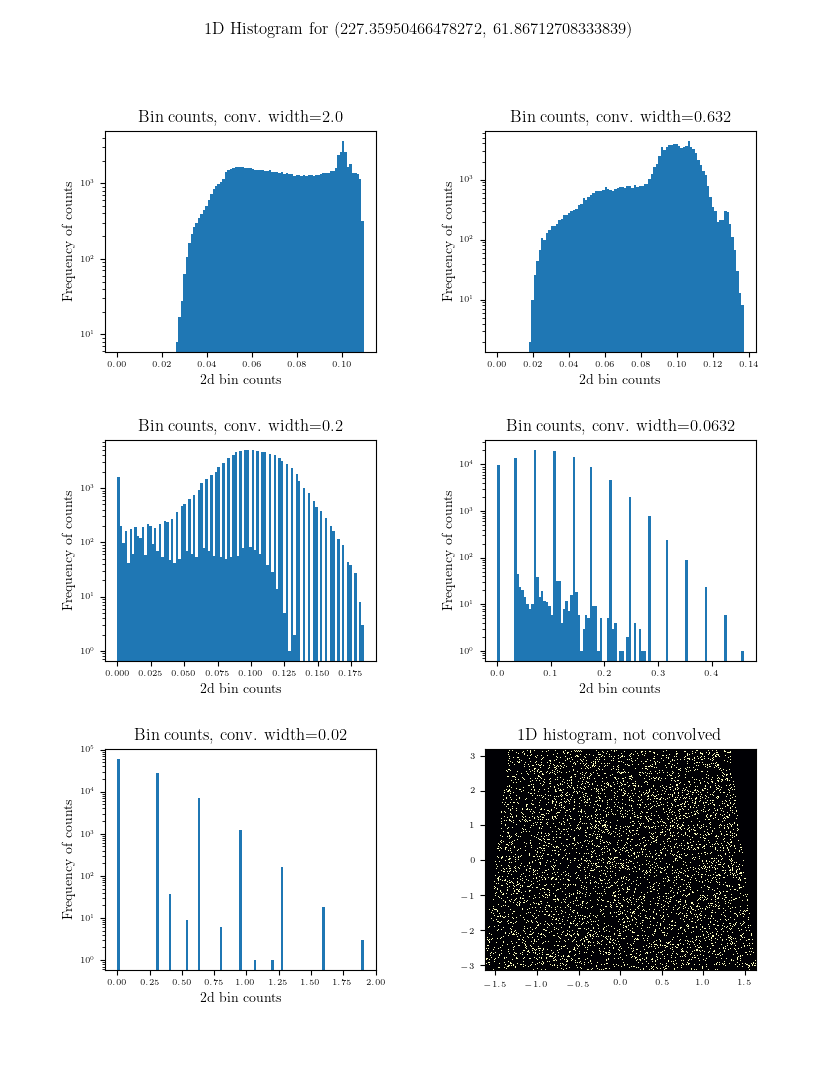 1D Histogram for (227.35950466478272, 61.86712708333839)
Bin counts, conv. width=2.0
Frequency of counts
10³
10²
10¹
0.00 0.02 0.04 0.06 0.08 0.10
2d bin counts
Bin counts, conv. width=0.632
Frequency of counts
10³
10²
10¹
0.00 0.02 0.04 0.06 0.08 0.10 0.12 0.14
2d bin counts
Bin counts, conv. width=0.2
Frequency of counts
10³
10²
10¹
10⁰
0.000 0.025 0.050 0.075 0.100 0.125 0.150 0.175
2d bin counts
Bin counts, conv. width=0.0632
Frequency of counts
10⁴
10³
10²
10¹
10⁰
0.0 0.1 0.2 0.3 0.4
2d bin counts
Bin counts, conv. width=0.02
Frequency of counts
10⁵
10⁴
10³
10²
10¹
10⁰
0.00 0.25 0.50 0.75 1.00 1.25 1.50 1.75 2.00
2d bin counts
1D histogram, not convolved
3
2
1
0
−1
−2
−3
−1.5 −1.0 −0.5 0.0 0.5 1.0 1.5